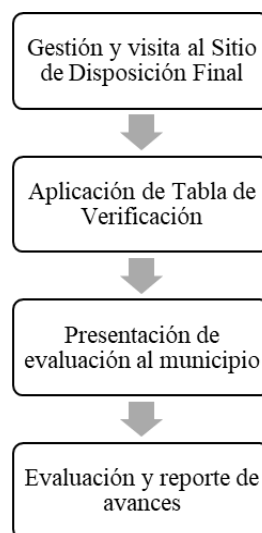 Gestión y visita al Sitio
de Disposición Final
Aplicación de Tabla de
Verificación
Presentación de
evaluación al municipio
Evaluación y reporte de
avances